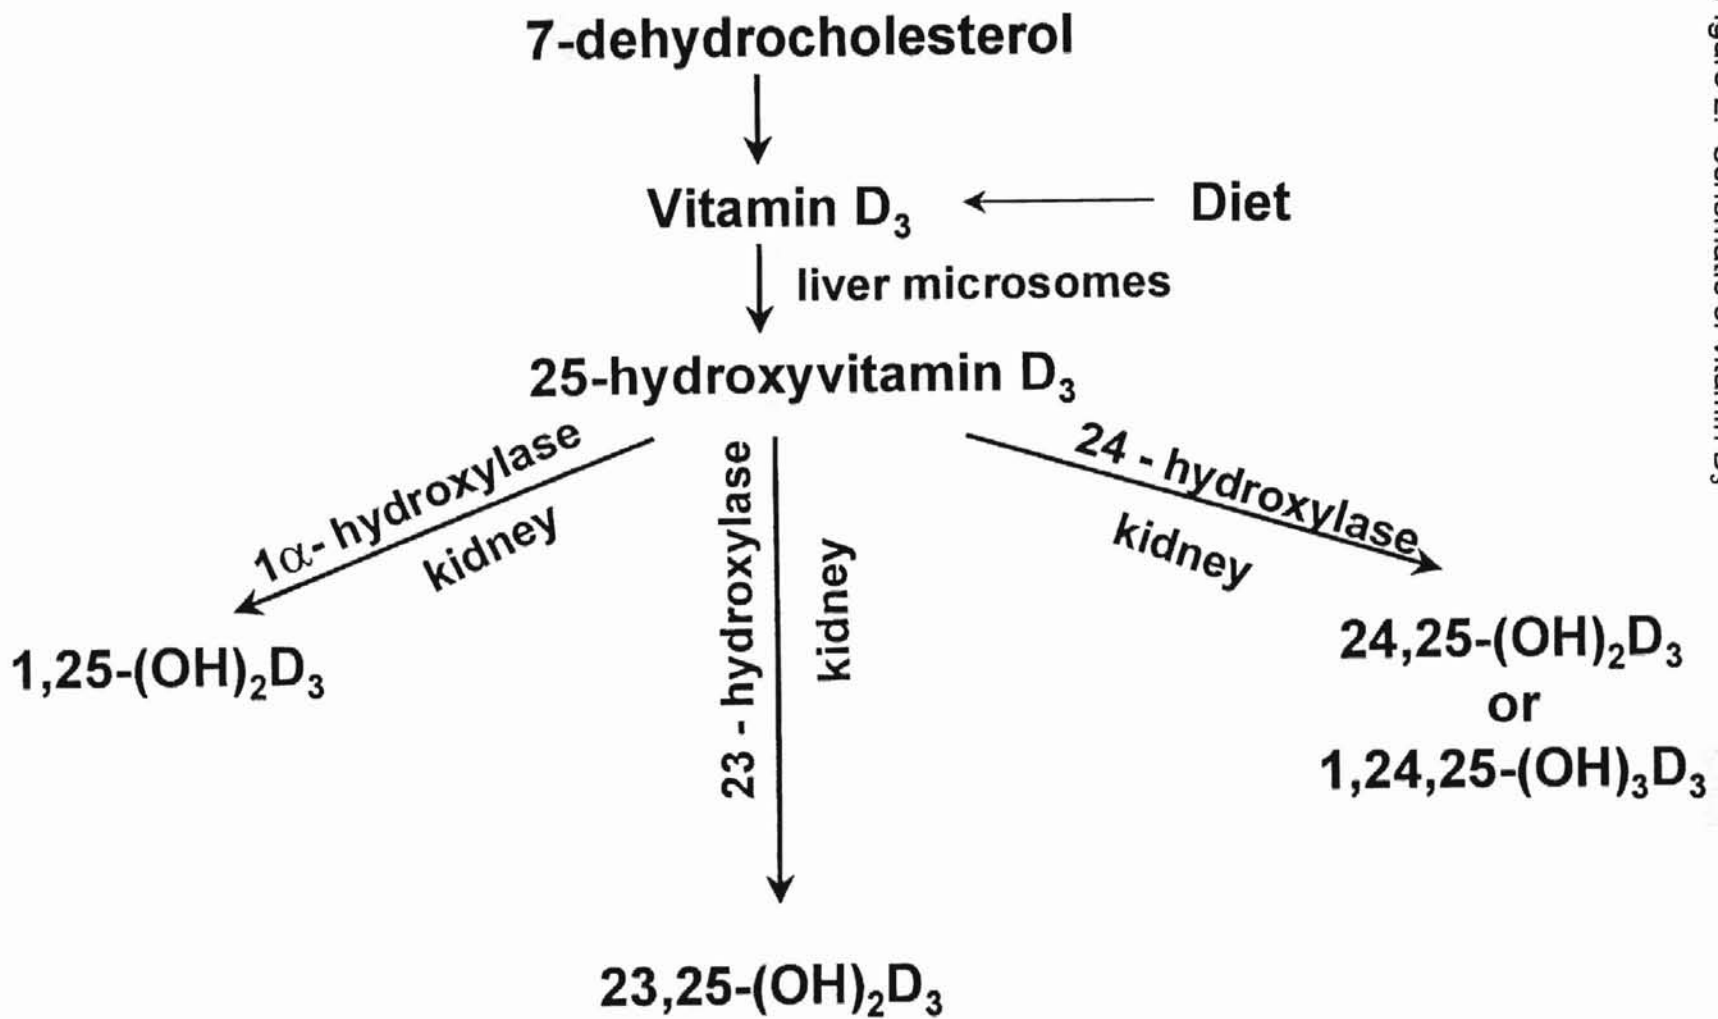 7-dehydrocholesterol
Vitamin D₃
Diet
liver microsomes
25-hydroxyvitamin D₃
1α- hydroxylase
kidney
23 - hydroxylase
kidney
24 - hydroxylase
kidney
1,25-(OH)₂D₃
24,25-(OH)₂D₃
or
1,24,25-(OH)₃D₃
23,25-(OH)₂D₃